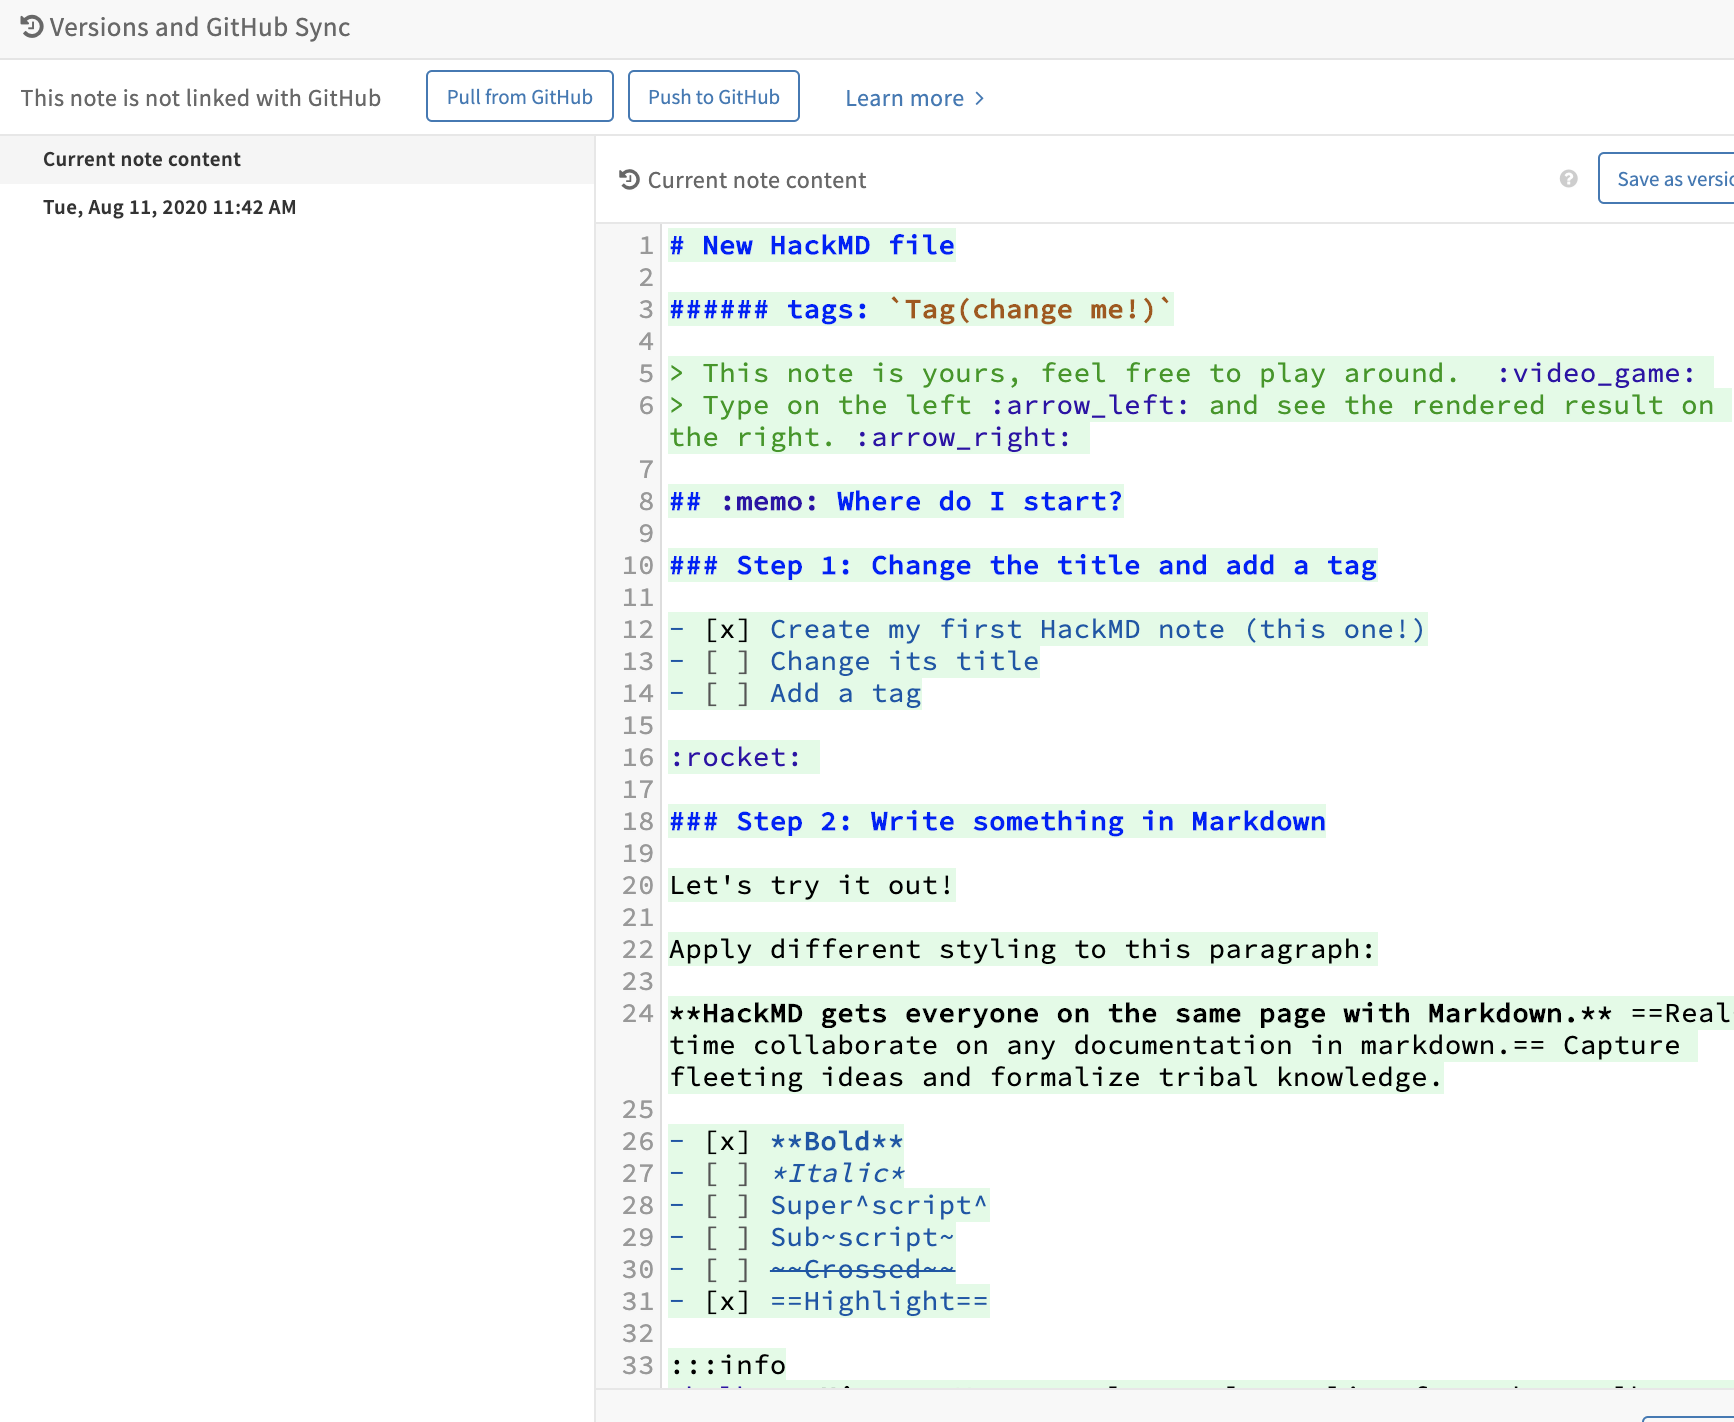 Versions and GitHub Sync
This note is not linked with GitHub Pull from GitHub Push to GitHub Learn more >
Current note content
Tue, Aug 11, 2020 11:42 AM
Current note content ? Save as
1 # New HackMD file
2
3 ###### tags: `Tag(change me!)`
4
5 > This note is yours, feel free to play around.  :video_game:
6 > Type on the left :arrow_left: and see the rendered result on
the right. :arrow_right:
7
8 ## :memo: Where do I start?
9
10 ### Step 1: Change the title and add a tag
11
12 - [x] Create my first HackMD note (this one!)
13 - [ ] Change its title
14 - [ ] Add a tag
15
16 :rocket:
17
18 ### Step 2: Write something in Markdown
19
20 Let's try it out!
21
22 Apply different styling to this paragraph:
23
24 **HackMD gets everyone on the same page with Markdown.** ==Real
time collaborate on any documentation in markdown.== Capture
fleeting ideas and formalize tribal knowledge.
25
26 - [x] **Bold**
27 - [ ] *Italic*
28 - [ ] Super^script^
29 - [ ] Sub~script~
30 - [ ] ~~Crossed~~
31 - [x] ==Highlight==
32
33 :::info